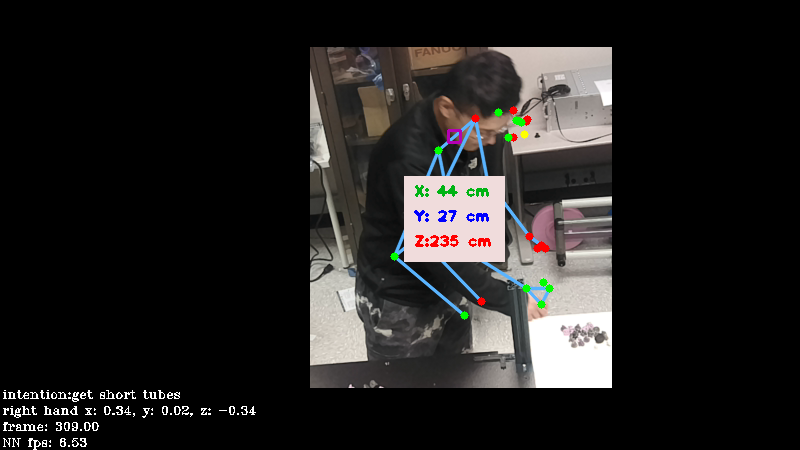 FANUC
X: 44 cm
Y: 27 cm
Z:235 cm
intention:get short tubes
right hand x: 0.34, y: 0.02, z: −0.34
frame: 309.00
NN fps: 6.53